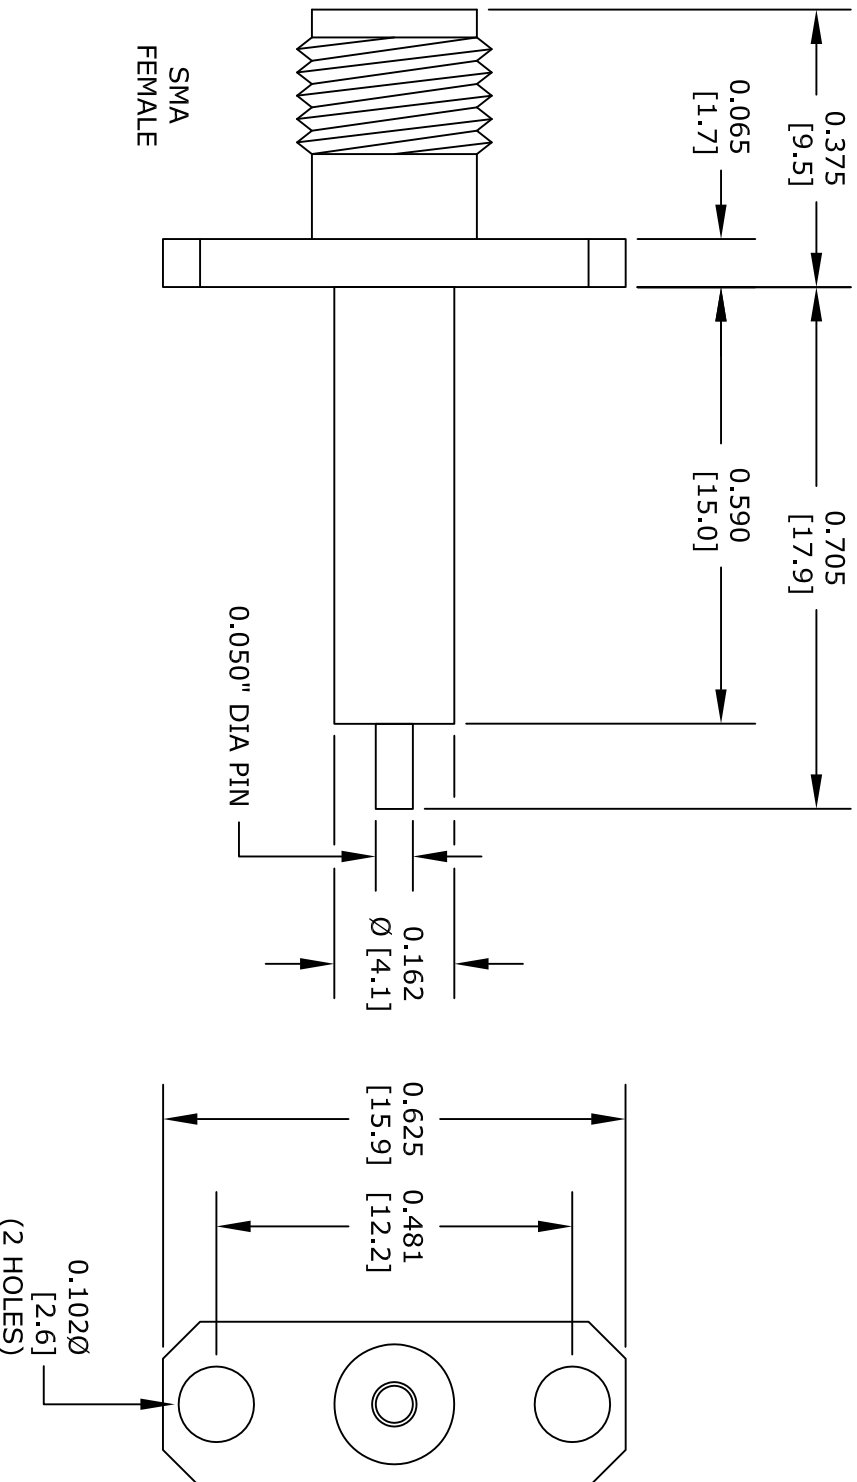 0.375
[9.5]
0.065
[1.7]
SMA
FEMALE
0.705
[17.9]
0.590
[15.0]
0.050" DIA PIN
0.162
Ø [4.1]
0.625
[15.9]
0.481
[12.2]
0.102Ø
[2.6]
(2 HOLES)